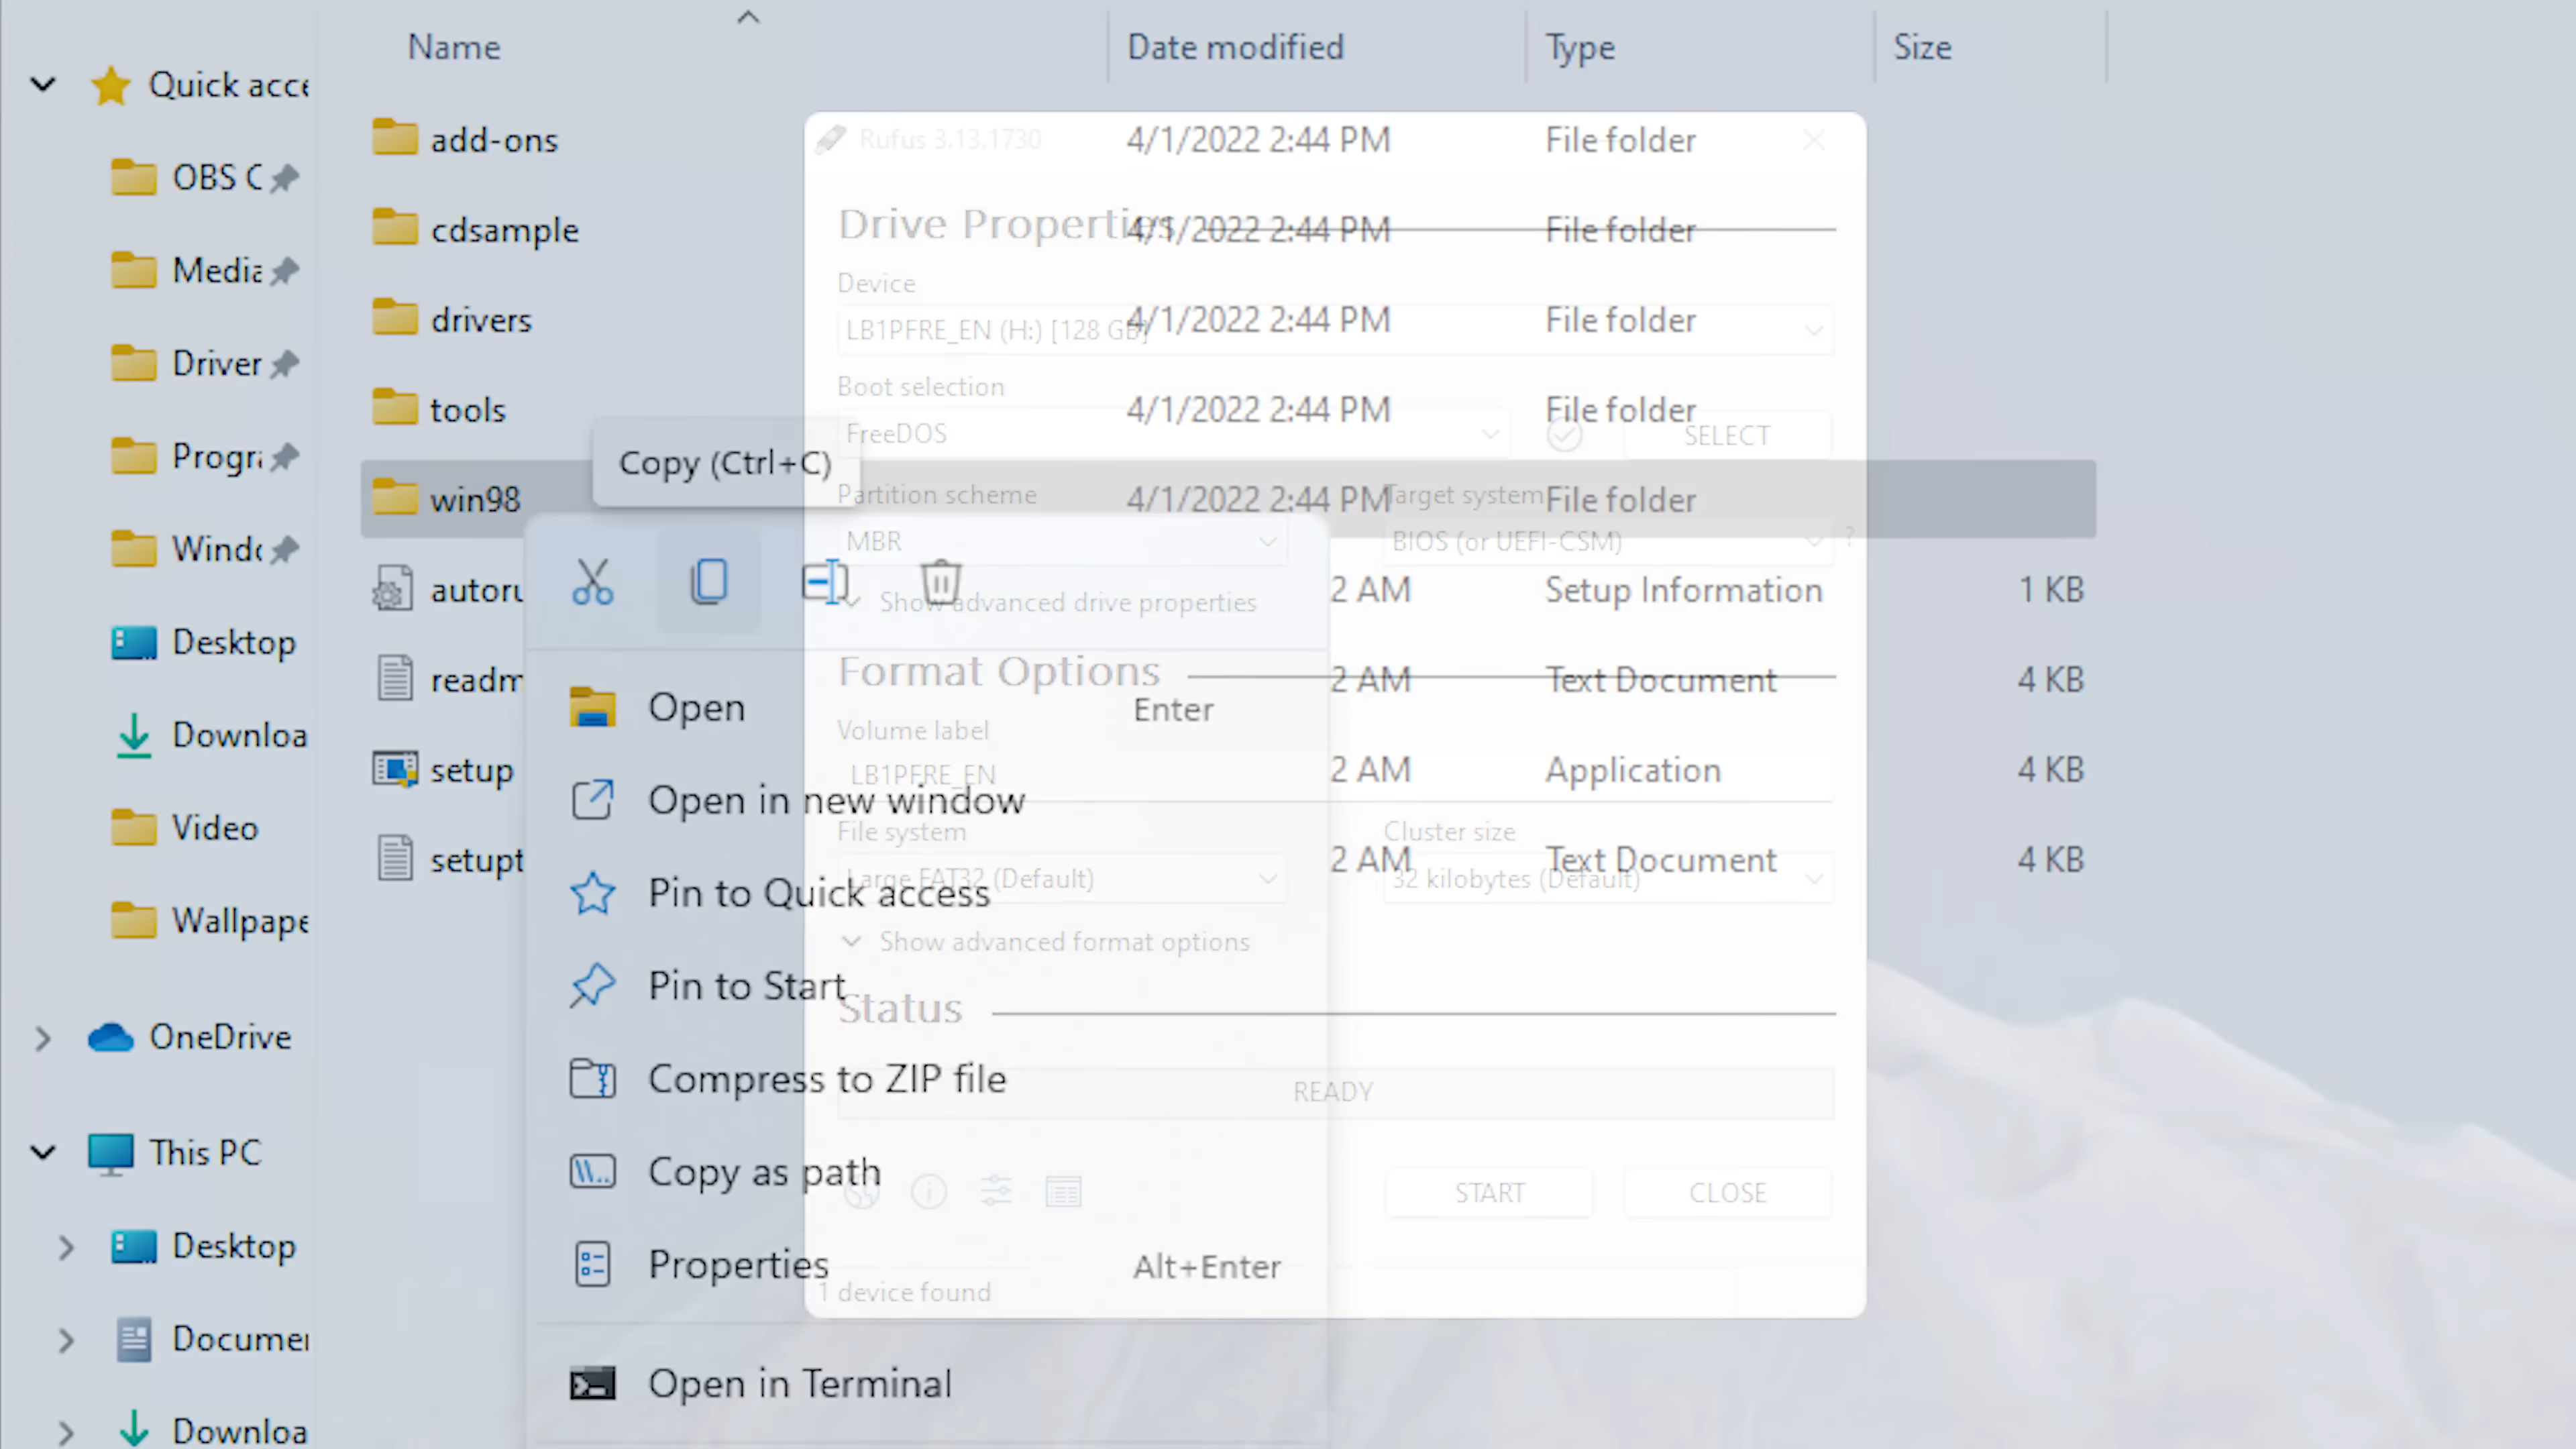 Name
Date modified
Type
Size
Quick acce
OBS C
Media
Driver
Progra
Windo
Desktop
Downloa
Video
Wallpape
OneDrive
This PC
Desktop
Documen
Downloa
add-ons
4/1/2022 2:44 PM
File folder
cdsample
4/1/2022 2:44 PM
File folder
drivers
4/1/2022 2:44 PM
File folder
tools
4/1/2022 2:44 PM
File folder
win98
4/1/2022 2:44 PM
File folder
autoru
2 AM
Setup Information
1 KB
readm
2 AM
Text Document
4 KB
setup
2 AM
Application
4 KB
setupt
2 AM
Text Document
4 KB
Copy (Ctrl+C)
Open
Enter
Open in new window
Pin to Quick access
Pin to Start
Compress to ZIP file
Copy as path
Properties
Alt+Enter
Open in Terminal
Rufus 3.13.1730
Drive Properties
Device
LB1PFRE_EN (H:) [128 GB]
Boot selection
FreeDOS
SELECT
Partition scheme
Target system
MBR
BIOS (or UEFI-CSM)
?
Show advanced drive properties
Format Options
Volume label
LB1PFRE_EN
File system
Cluster size
Large FAT32 (Default)
32 kilobytes (Default)
Show advanced format options
Status
READY
START
CLOSE
1 device found